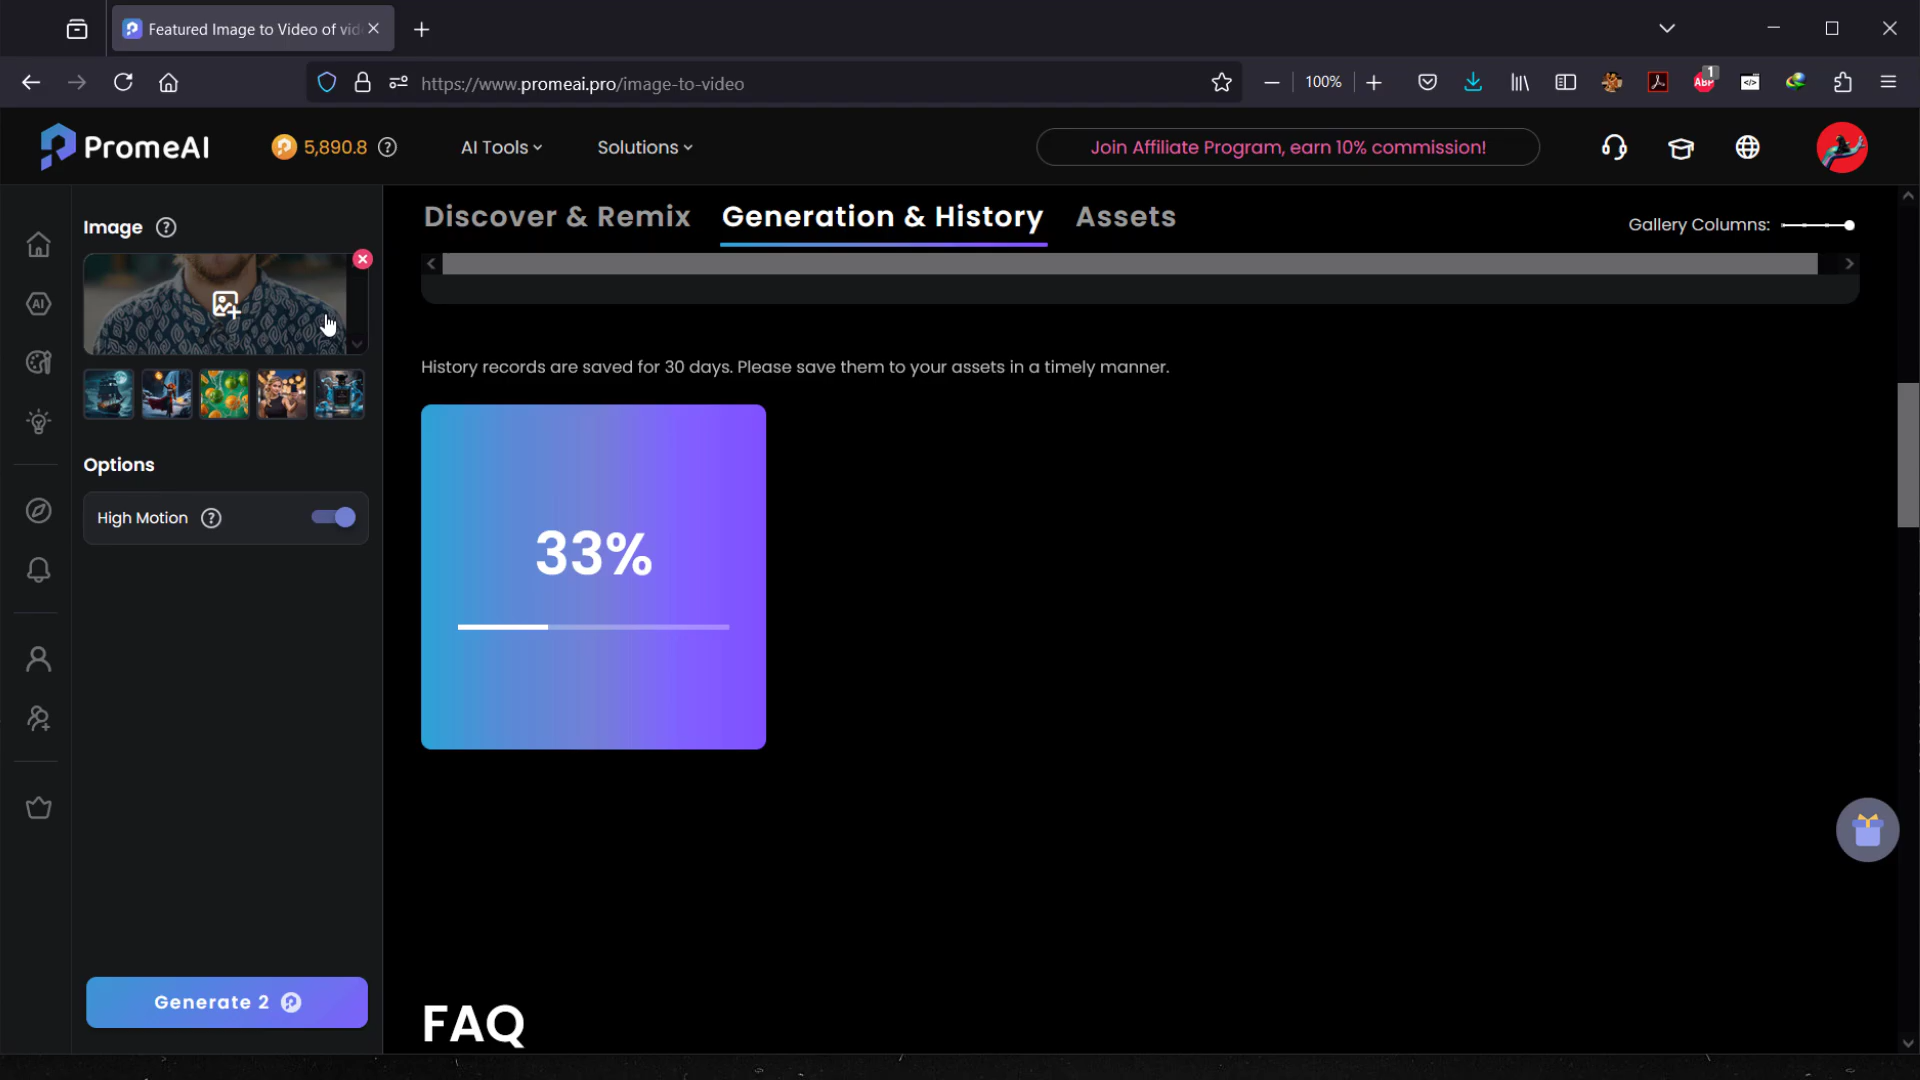 Featured Image to Video of vid
https://www.promeai.pro/image-to-video
100%
ABP
1
PromeAI
5,890.8
AI Tools
Solutions
Join Affiliate Program, earn 10% commission!
Image
Discover & Remix
Generation & History
Assets
Gallery Columns:
AI
History records are saved for 30 days. Please save them to your assets in a timely manner.
Options
High Motion
33%
Generate 2
FAQ